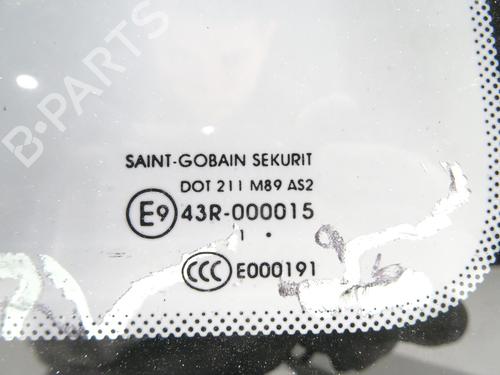 B-PARTS
SAINT-GOBAIN SEKURIT
DOT 211 M89 AS2
E9 43R-000015
1 •
CCC E000191